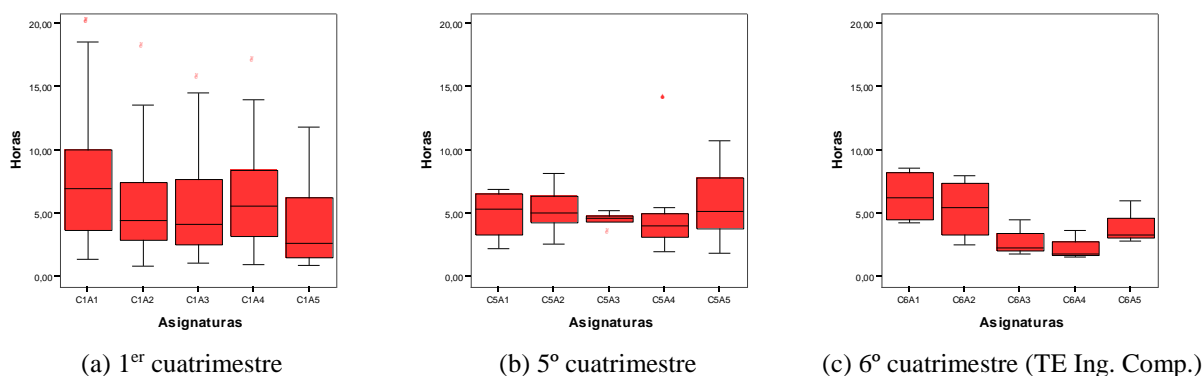 20,00
15,00
10,00
5,00
0,00
Horas
C1A1 C1A2 C1A3 C1A4 C1A5
Asignaturas
(a) 1er cuatrimestre
20,00
15,00
10,00
5,00
0,00
Horas
C5A1 C5A2 C5A3 C5A4 C5A5
Asignaturas
(b) 5º cuatrimestre
20,00
15,00
10,00
5,00
0,00
Horas
C6A1 C6A2 C6A3 C6A4 C6A5
Asignaturas
(c) 6º cuatrimestre (TE Ing. Comp.)